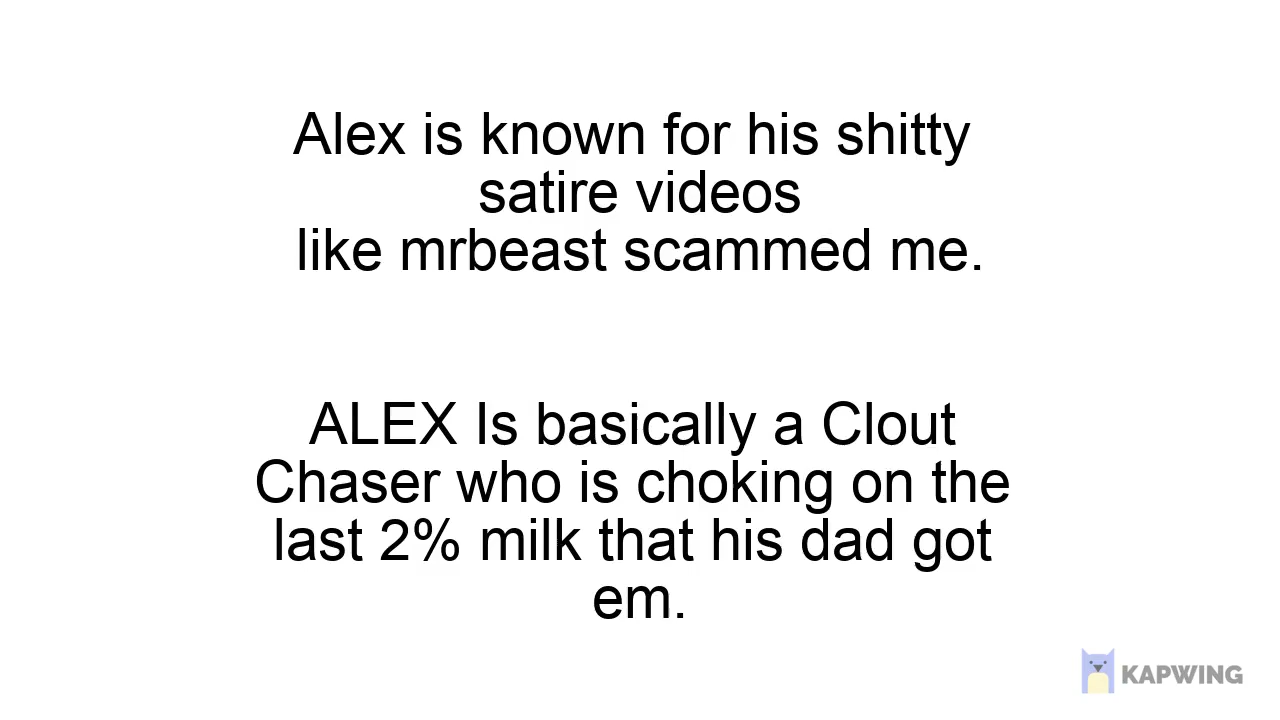 Alex is known for his shitty
satire videos
like mrbeast scammed me.
ALEX Is basically a Clout
Chaser who is choking on the
last 2% milk that his dad got
em.
KAPWING